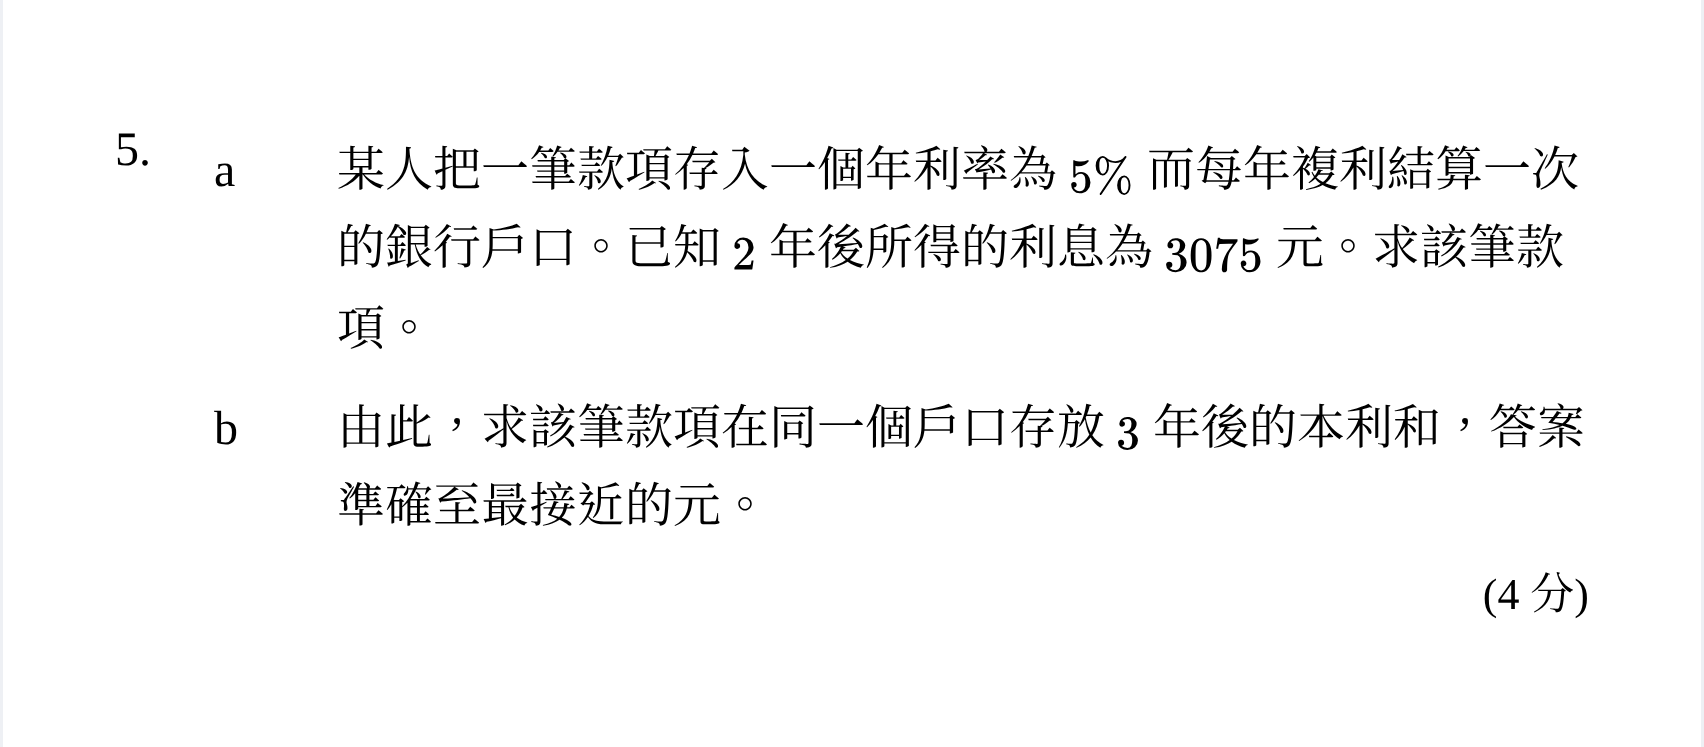 5. a 某人把一筆款項存入一個年利率為 5% 而每年複利結算一次
的銀行戶口。已知 2 年後所得的利息為 3075 元。求該筆款
項。
b 由此，求該筆款項在同一個戶口存放 3 年後的本利和，答案
準確至最接近的元。
(4 分)